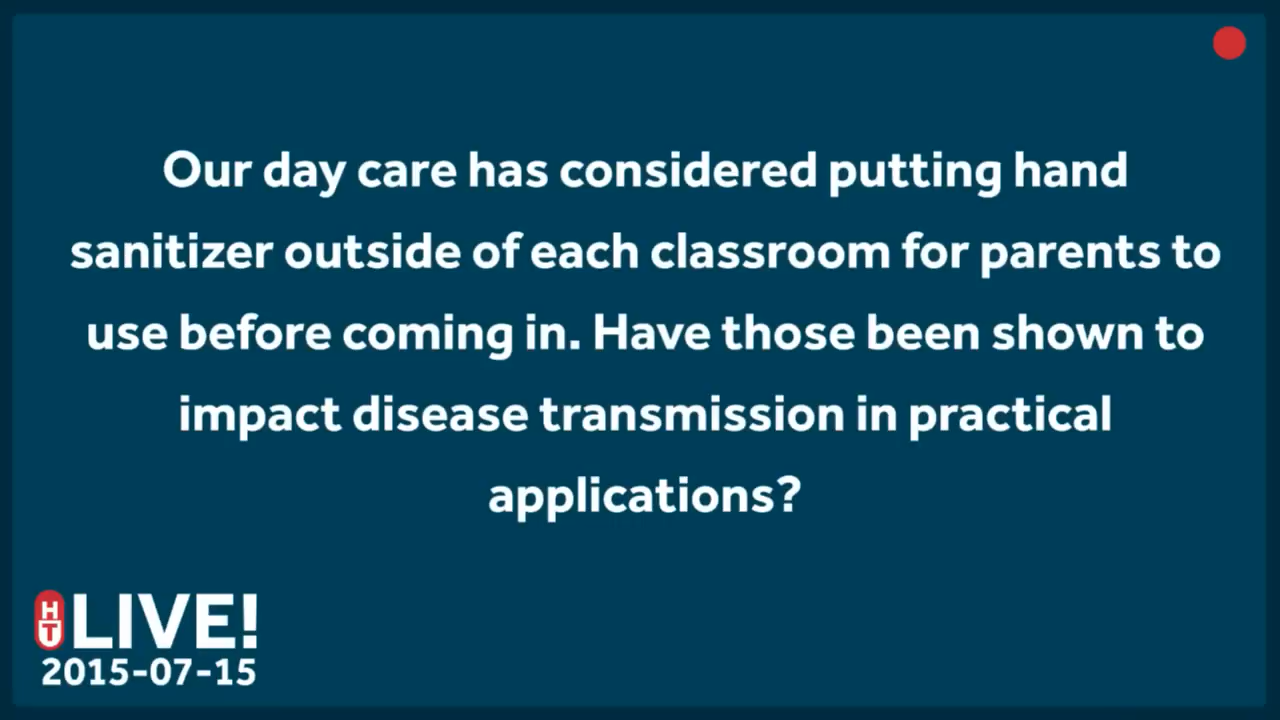 Our day care has considered putting hand
sanitizer outside of each classroom for parents to
use before coming in. Have those been shown to
impact disease transmission in practical
applications?
HT LIVE!
2015-07-15